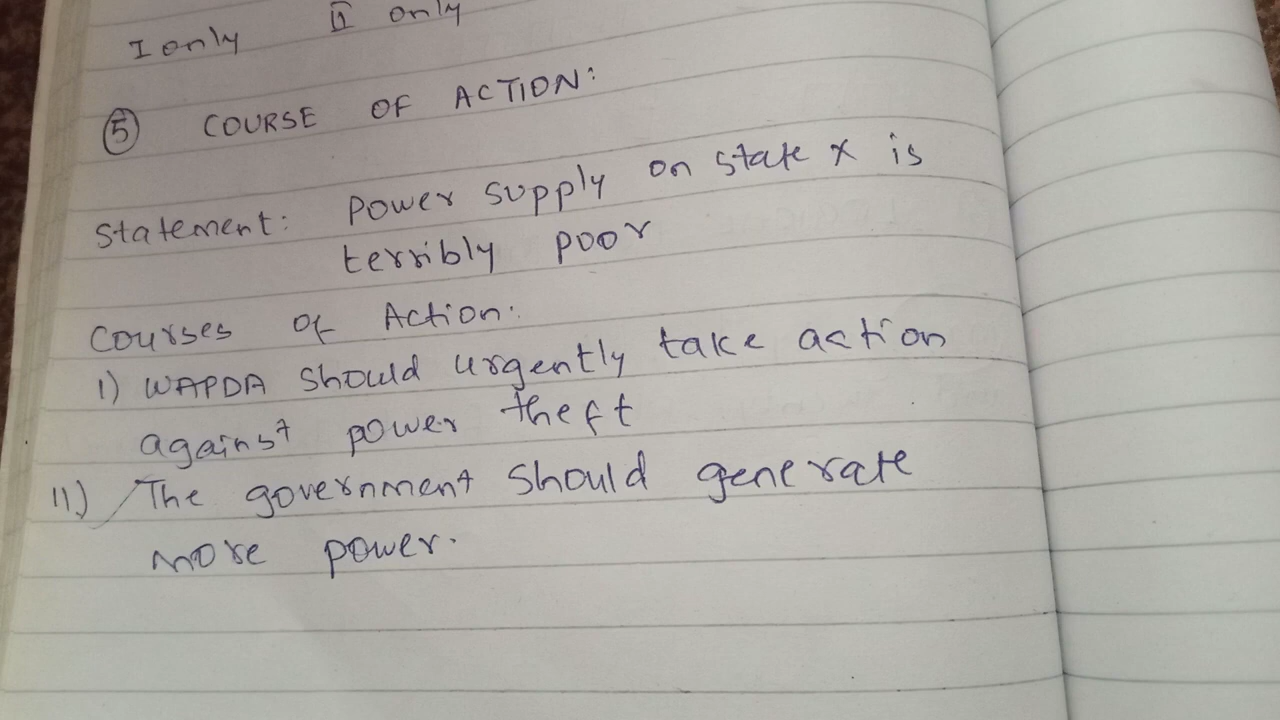 I only II only
⑤ COURSE OF ACTION:
Statement: Power supply on state X is
terribly poor
Courses of Action:
I) WAPDA should urgently take action
against power theft
II) The government should generate
more power.